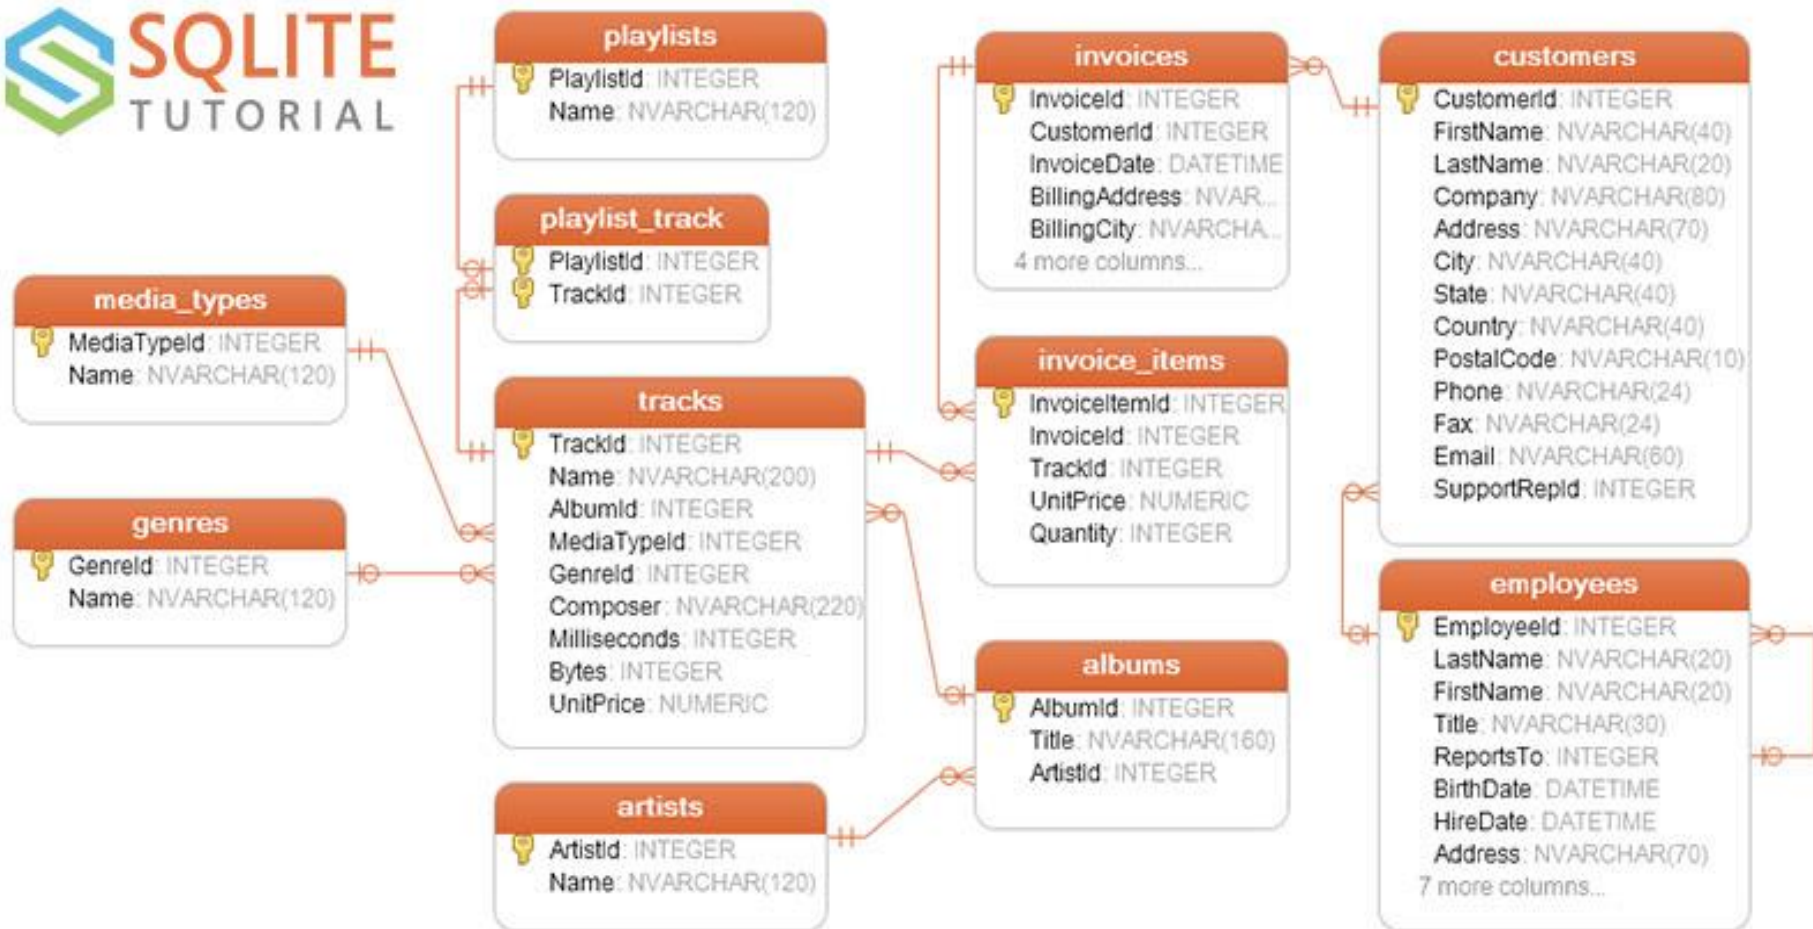 SQLITE
TUTORIAL
playlists
PlaylistId: INTEGER
Name: NVARCHAR(120)
playlist_track
PlaylistId: INTEGER
TrackId: INTEGER
media_types
MediaTypeId: INTEGER
Name: NVARCHAR(120)
genres
GenreId: INTEGER
Name: NVARCHAR(120)
tracks
TrackId: INTEGER
Name: NVARCHAR(200)
AlbumId: INTEGER
MediaTypeId: INTEGER
GenreId: INTEGER
Composer: NVARCHAR(220)
Milliseconds: INTEGER
Bytes: INTEGER
UnitPrice: NUMERIC
artists
ArtistId: INTEGER
Name: NVARCHAR(120)
invoices
InvoiceId: INTEGER
CustomerId: INTEGER
InvoiceDate: DATETIME
BillingAddress: NVAR...
BillingCity: NVARCHA...
4 more columns...
invoice_items
InvoiceItemId: INTEGER
InvoiceId: INTEGER
TrackId: INTEGER
UnitPrice: NUMERIC
Quantity: INTEGER
albums
AlbumId: INTEGER
Title: NVARCHAR(160)
ArtistId: INTEGER
customers
CustomerId: INTEGER
FirstName: NVARCHAR(40)
LastName: NVARCHAR(20)
Company: NVARCHAR(80)
Address: NVARCHAR(70)
City: NVARCHAR(40)
State: NVARCHAR(40)
Country: NVARCHAR(40)
PostalCode: NVARCHAR(10)
Phone: NVARCHAR(24)
Fax: NVARCHAR(24)
Email: NVARCHAR(60)
SupportRepId: INTEGER
employees
EmployeeId: INTEGER
LastName: NVARCHAR(20)
FirstName: NVARCHAR(20)
Title: NVARCHAR(30)
ReportsTo: INTEGER
BirthDate: DATETIME
HireDate: DATETIME
Address: NVARCHAR(70)
7 more columns...